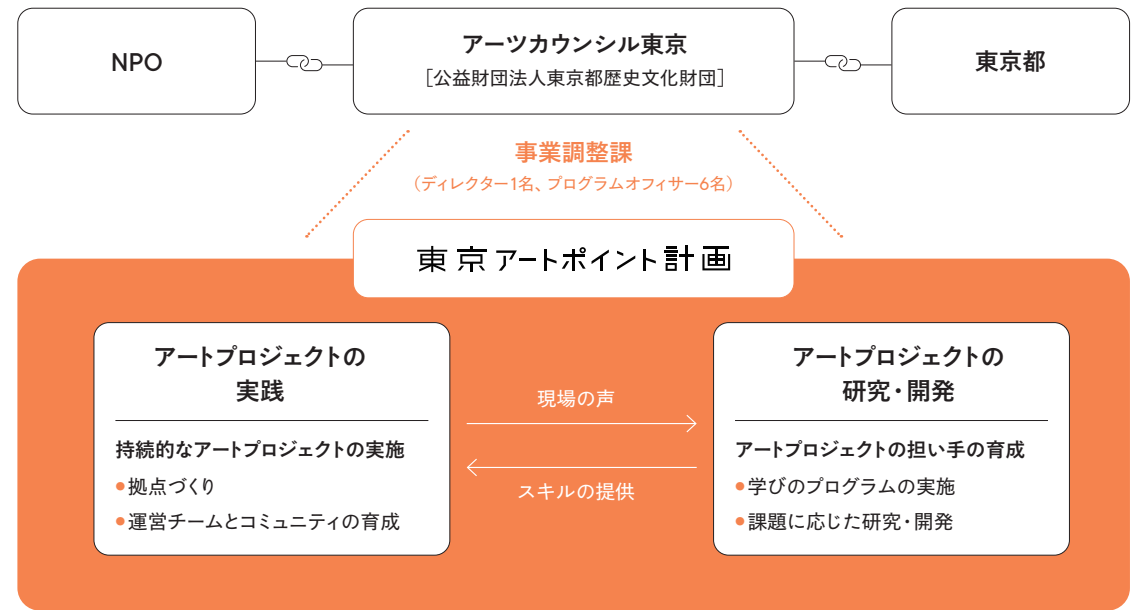 NPO
アーツカウンシル東京
［公益財団法人東京都歴史文化財団］
東京都
事業調整課
（ディレクター1名、プログラムオフィサー6名）
東京アートポイント計画
アートプロジェクトの
実践
持続的なアートプロジェクトの実施
●拠点づくり
●運営チームとコミュニティの育成
現場の声
スキルの提供
アートプロジェクトの
研究・開発
アートプロジェクトの担い手の育成
●学びのプログラムの実施
●課題に応じた研究・開発